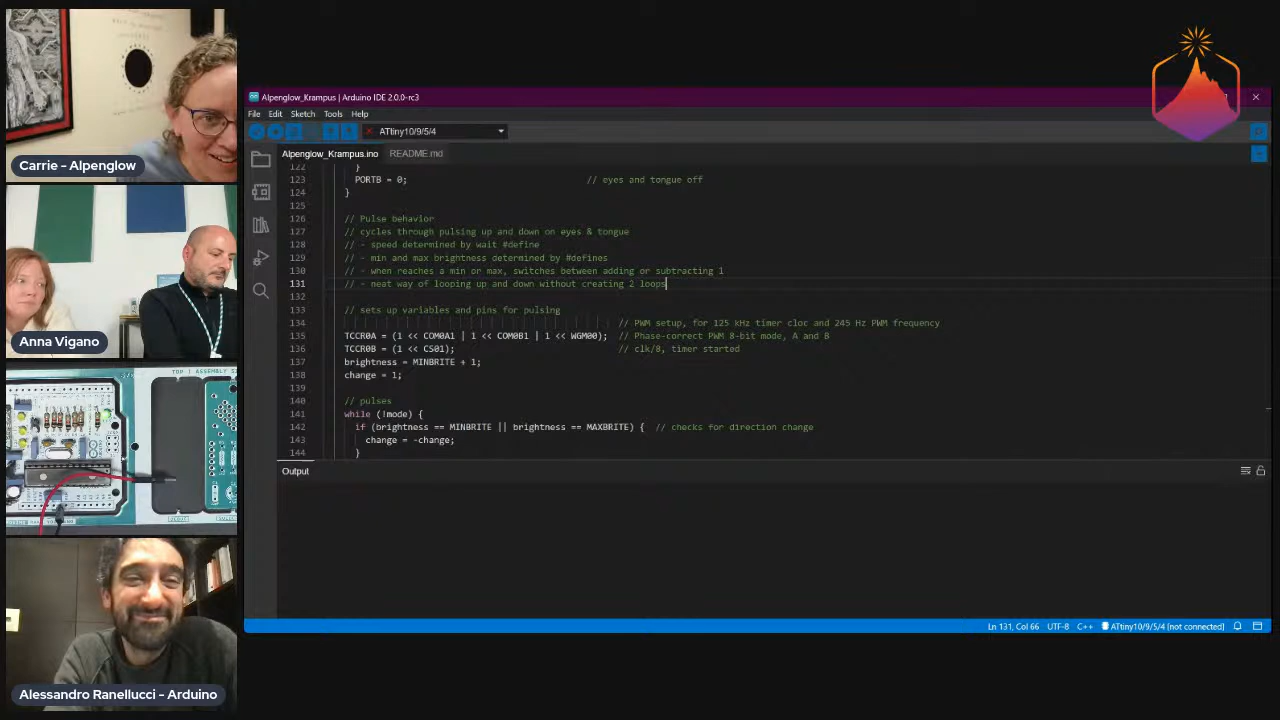 Carrie - Alpenglow
Anna Vigano
Alessandro Ranellucci - Arduino
Alpenglow_Krampus | Arduino IDE 2.0.0-rc3
File Edit Sketch Tools Help
ATtiny10/9/5/4
Alpenglow_Krampus.ino README.md
122 }
123 PORTB = 0; // eyes and tongue off
124 }
125
126 // Pulse behavior
127 // cycles through pulsing up and down on eyes & tongue
128 // - speed determined by wait #define
129 // - min and max brightness determined by #defines
130 // - when reaches a min or max, switches between adding or subtracting 1
131 // - neat way of looping up and down without creating 2 loops
132
133 // sets up variables and pins for pulsing
134 // PWM setup, for 125 kHz timer cloc and 245 Hz PWM frequency
135 TCCR0A = (1 << COM0A1 | 1 << COM0B1 | 1 << WGM00); // Phase-correct PWM 8-bit mode, A and B
136 TCCR0B = (1 << CS01); // clk/8, timer started
137 brightness = MINBRITE + 1;
138 change = 1;
139
140 // pulses
141 while (!mode) {
142 if (brightness == MINBRITE || brightness == MAXBRITE) { // checks for direction change
143 change = -change;
144 }
Output
Ln 131, Col 66 UTF-8 C++ ATtiny10/9/5/4 [not connected]